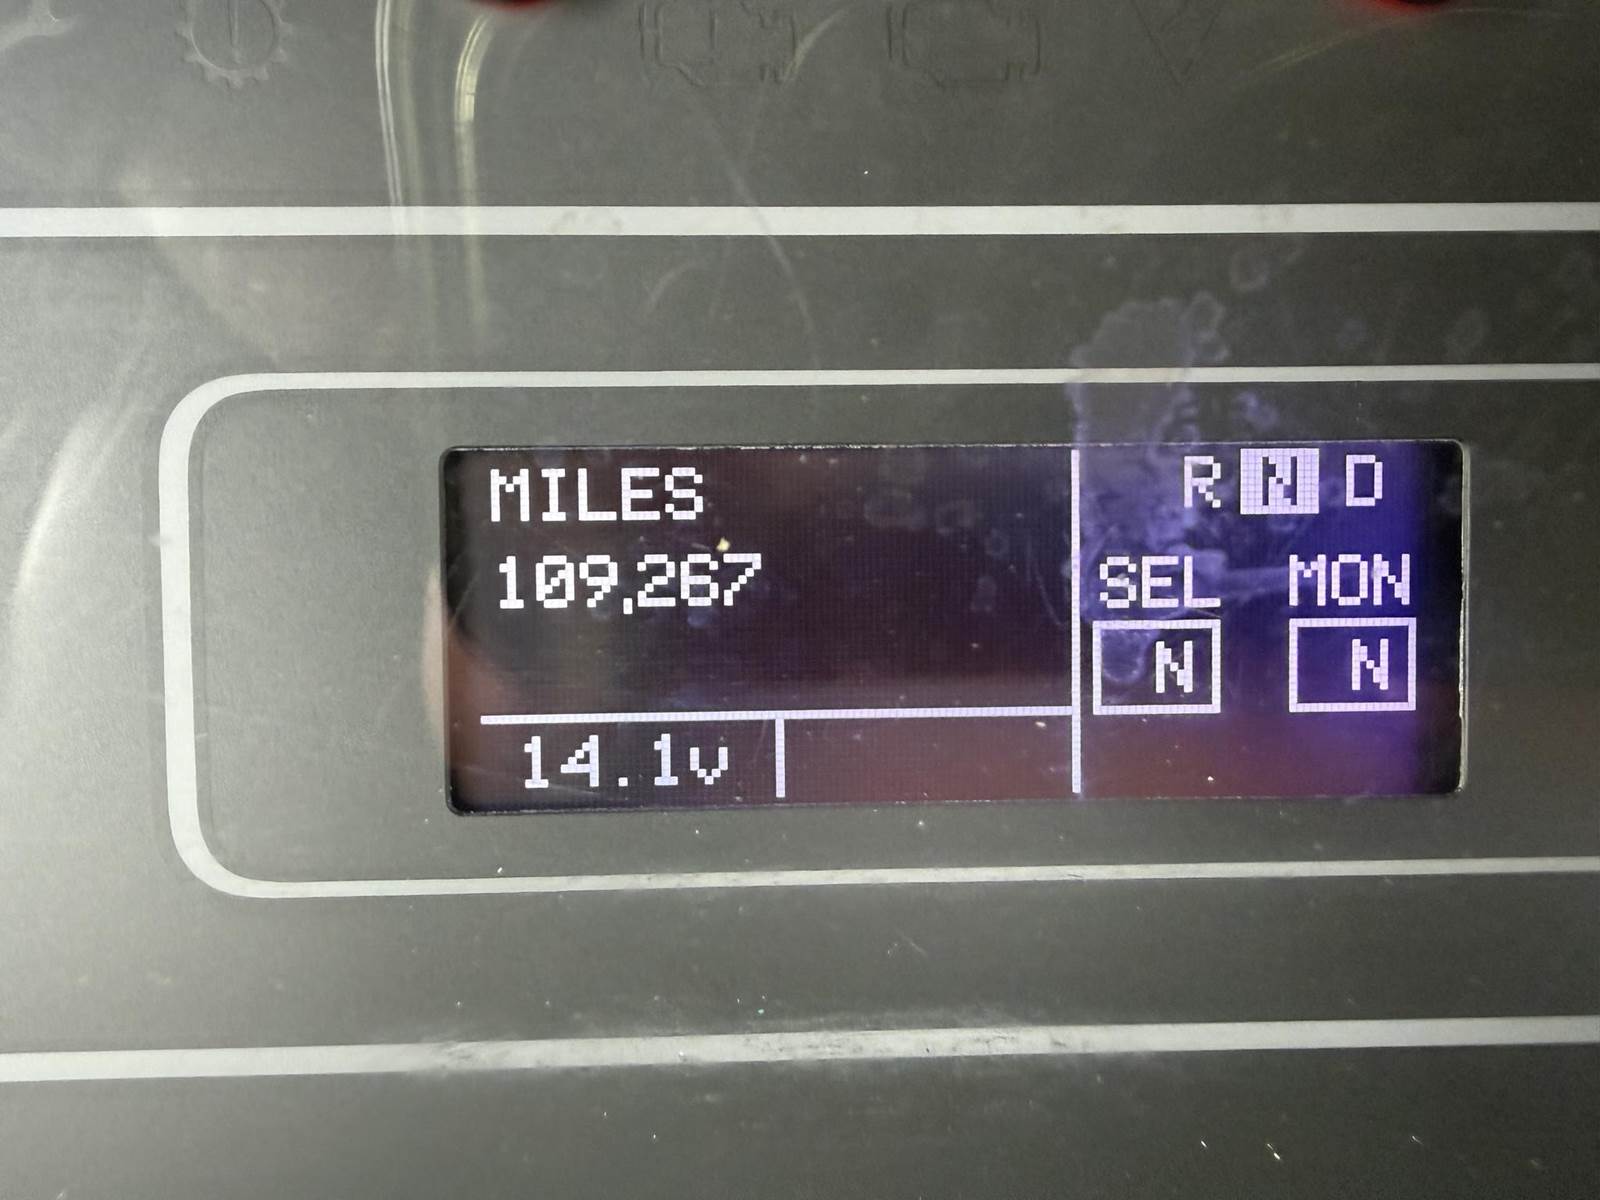 MILES
109,267
14.1v
R N D
SEL MON
N N